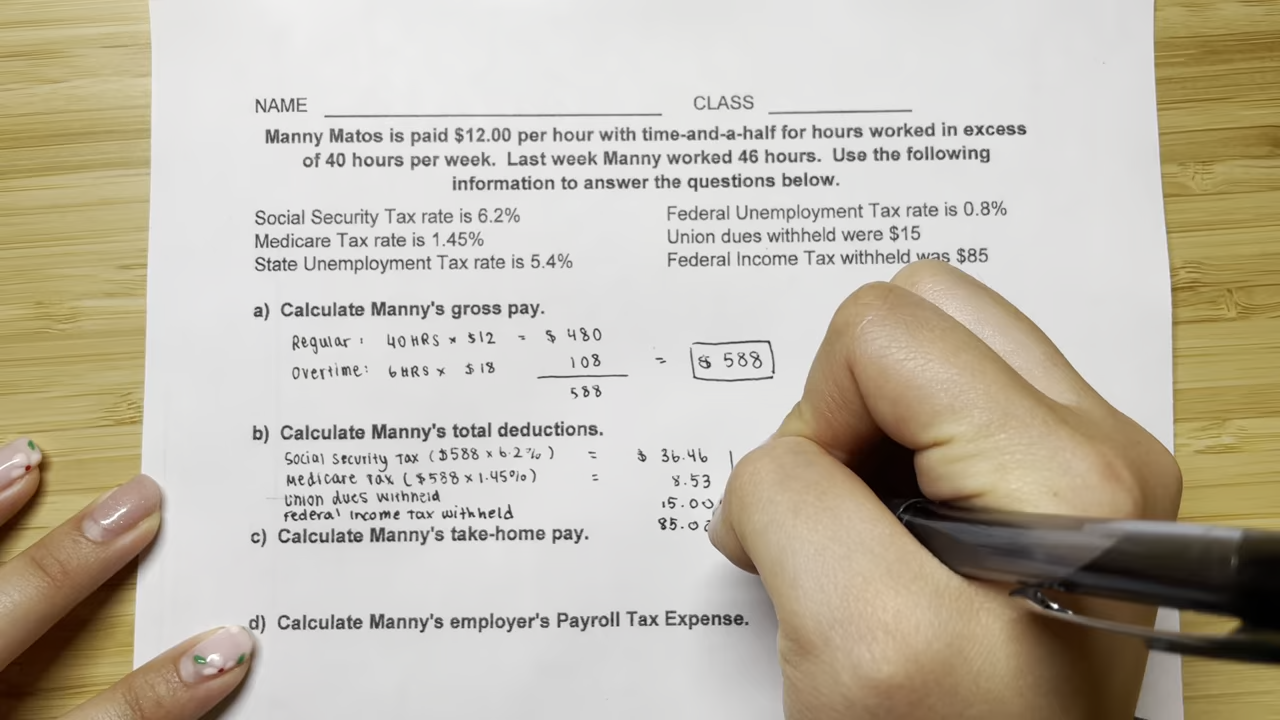 NAME CLASS
Manny Matos is paid $12.00 per hour with time-and-a-half for hours worked in excess
of 40 hours per week. Last week Manny worked 46 hours. Use the following
information to answer the questions below.
Social Security Tax rate is 6.2%
Medicare Tax rate is 1.45%
State Unemployment Tax rate is 5.4%
Federal Unemployment Tax rate is 0.8%
Union dues withheld were $15
Federal Income Tax withheld was $85
a) Calculate Manny's gross pay.
Regular: 40 HRS × $12 = $ 480
Overtime: 6 HRS × $18 108 = $ 588
588
b) Calculate Manny's total deductions.
Social Security Tax ($588 × 6.2%) = $ 36.46
Medicare Tax ($588 × 1.45%) = 8.53
Union dues withheld 15.00
Federal Income Tax withheld 85.00
c) Calculate Manny's take-home pay.
d) Calculate Manny's employer's Payroll Tax Expense.